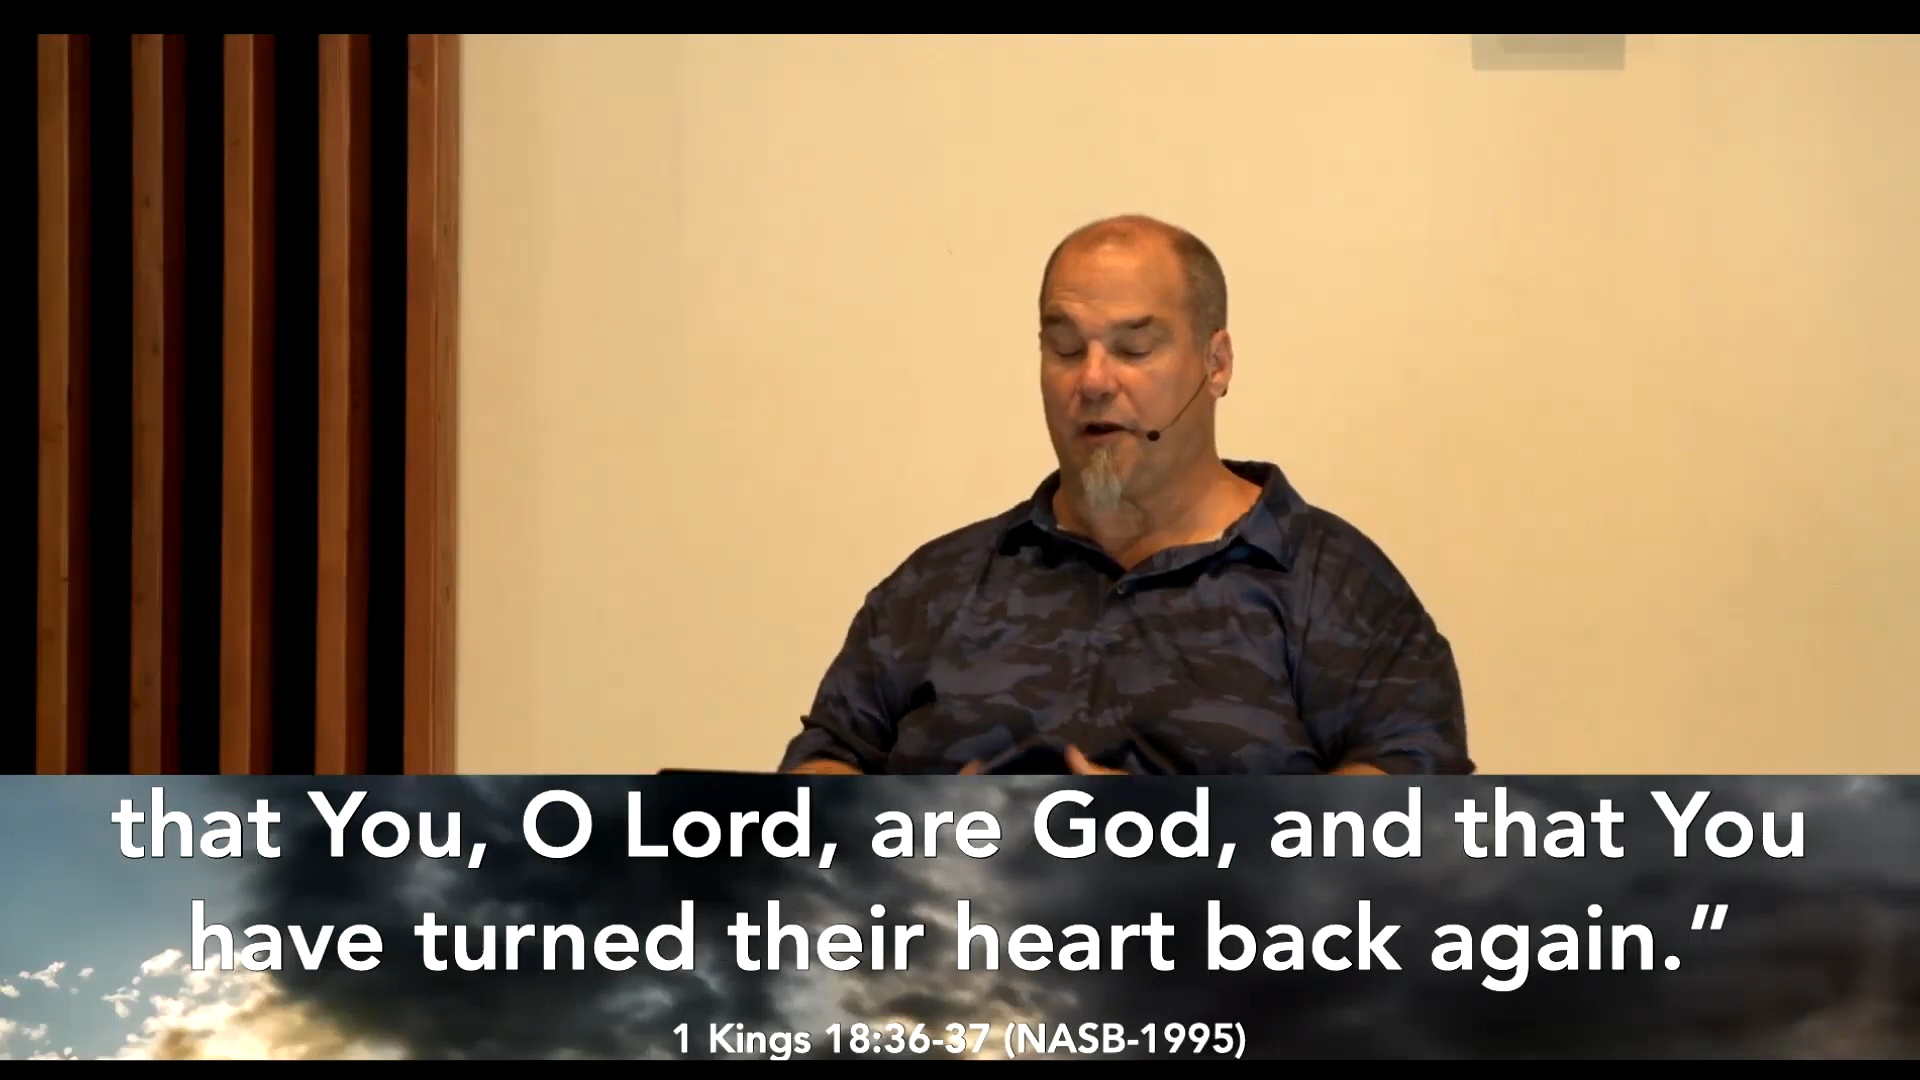 that You, O Lord, are God, and that You
have turned their heart back again.”
1 Kings 18:36-37 (NASB-1995)